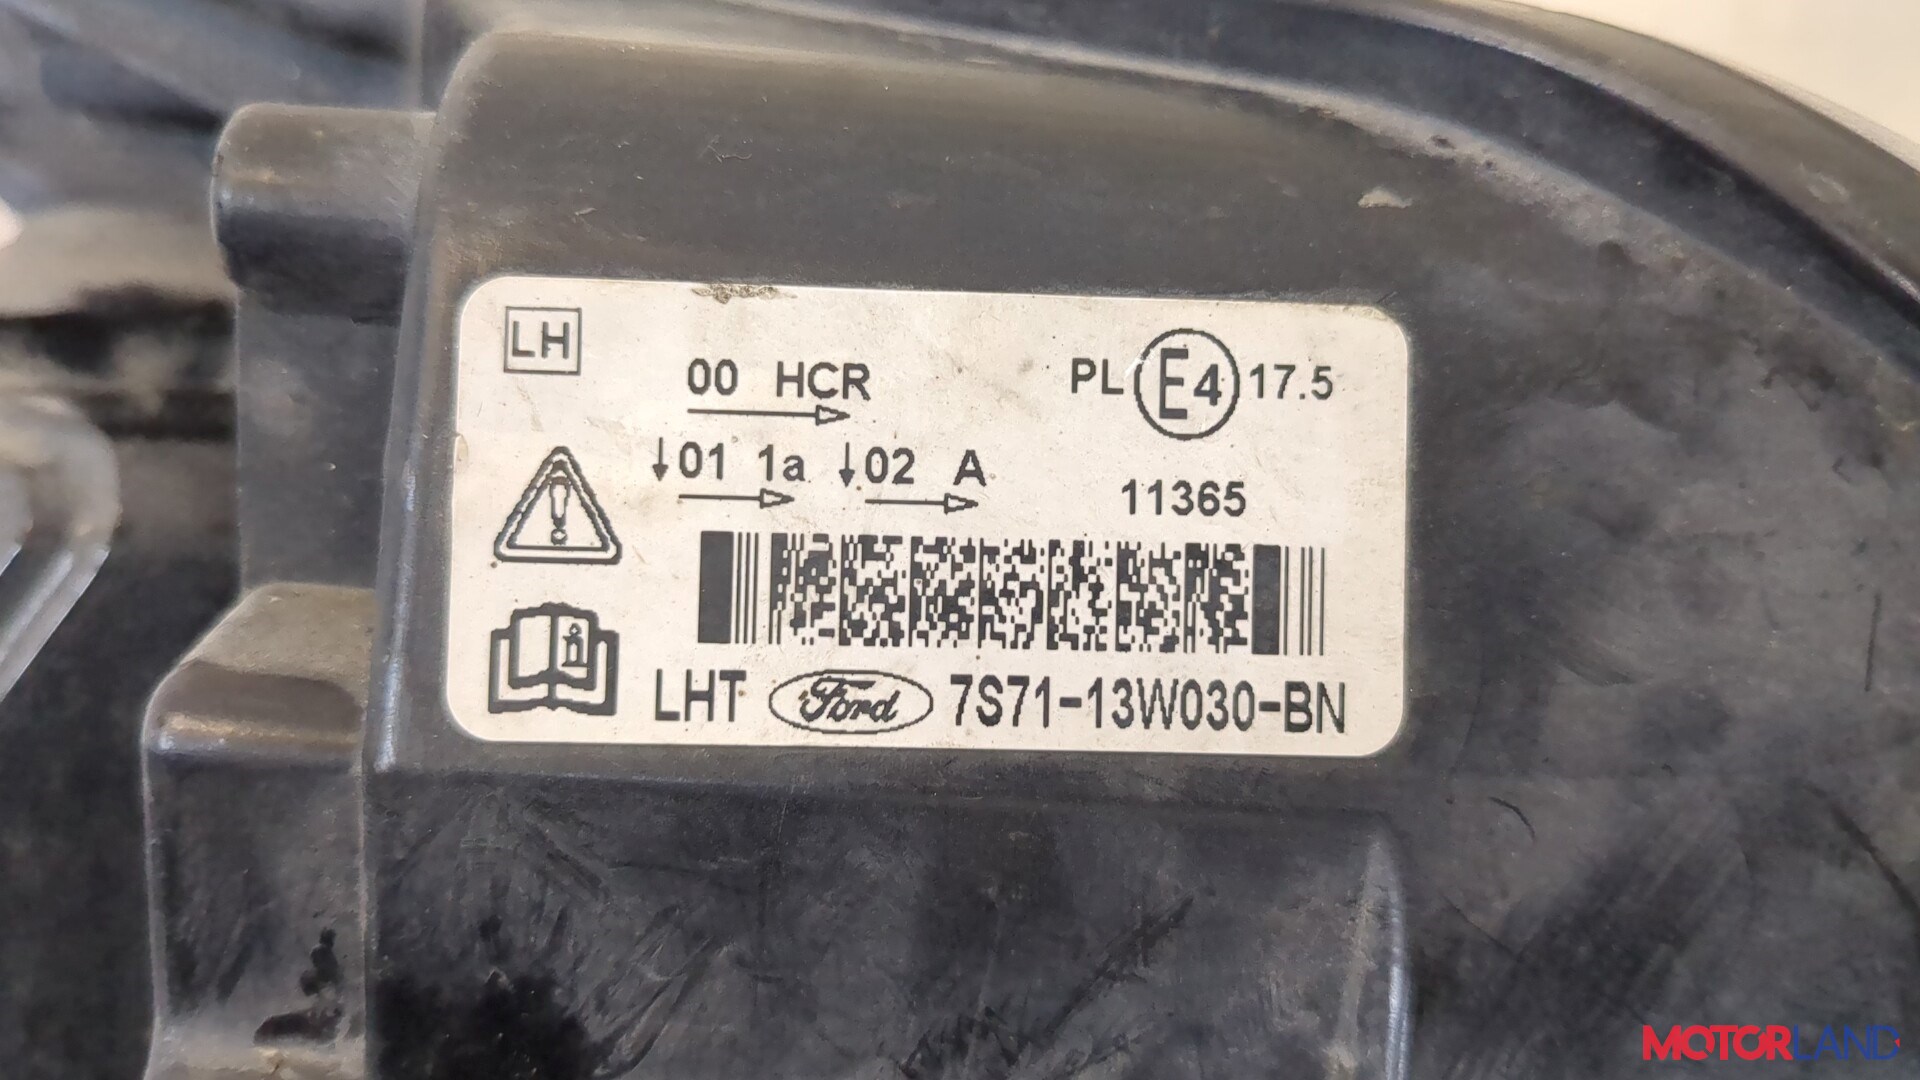 LH
00 HCR
PL E4 17.5
↓01 1a ↓02 A
11365
LHT Ford 7S71-13W030-BN
MOTORLAND